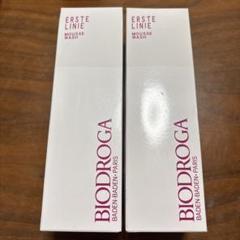 ERSTE
LINIE
MOUSSE
WASH
BIODROGA
BADEN-BADEN • PARIS
ERSTE
LINIE
MOUSSE
WASH
BIODROGA
BADEN-BADEN • PARIS